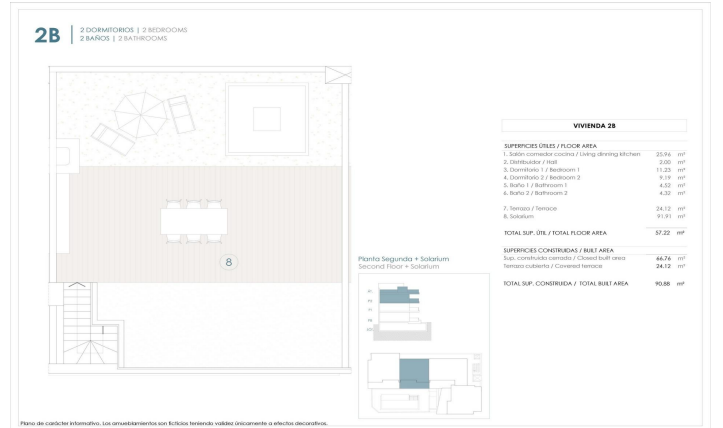 2B
2 DORMITORIOS | 2 BEDROOMS
2 BAÑOS | 2 BATHROOMS
8
Planta Segunda + Solarium
Second Floor + Solarium
VIVIENDA 2B
SUPERFICIES ÚTILES / FLOOR AREA
1. Salón comedor cocina / Living dinning kitchen 25,96 m²
2. Distribuidor / Hall 2,00 m²
3. Dormitorio 1 / Bedroom 1 11,23 m²
4. Dormitorio 2 / Bedroom 2 9,19 m²
5. Baño 1 / Bathroom 1 4,52 m²
6. Baño 2 / Bathroom 2 4,32 m²
7. Terraza / Terrace 24,12 m²
8. Solarium 91,91 m²
TOTAL SUP. ÚTIL / TOTAL FLOOR AREA 57,22 m²
SUPERFICIES CONSTRUIDAS / BUILT AREA
Sup. construida cerrada / Closed built area 66,76 m²
Terraza cubierta / Covered terrace 24,12 m²
TOTAL SUP. CONSTRUIDA / TOTAL BUILT AREA 90,88 m²
Plano de carácter informativo. Los amueblamientos son ficticios teniendo validez únicamente a efectos decorativos.